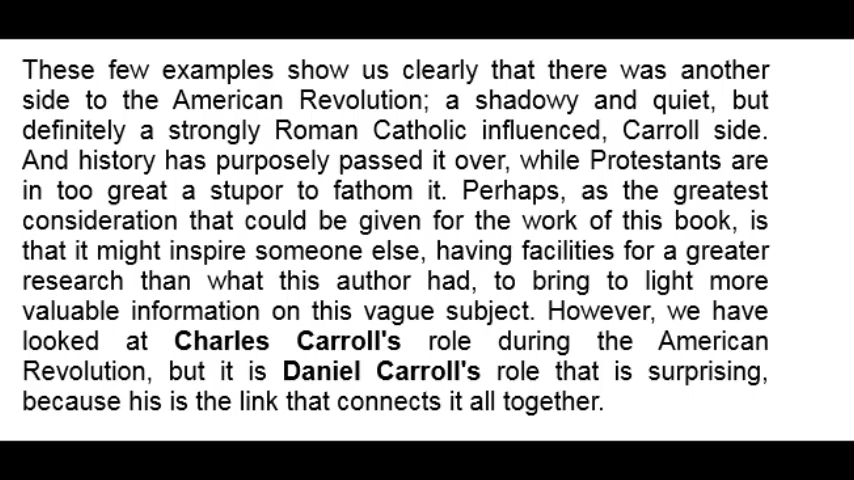 These few examples show us clearly that there was another
side to the American Revolution; a shadowy and quiet, but
definitely a strongly Roman Catholic influenced, Carroll side.
And history has purposely passed it over, while Protestants are
in too great a stupor to fathom it. Perhaps, as the greatest
consideration that could be given for the work of this book, is
that it might inspire someone else, having facilities for a greater
research than what this author had, to bring to light more
valuable information on this vague subject. However, we have
looked at Charles Carroll's role during the American
Revolution, but it is Daniel Carroll's role that is surprising,
because his is the link that connects it all together.